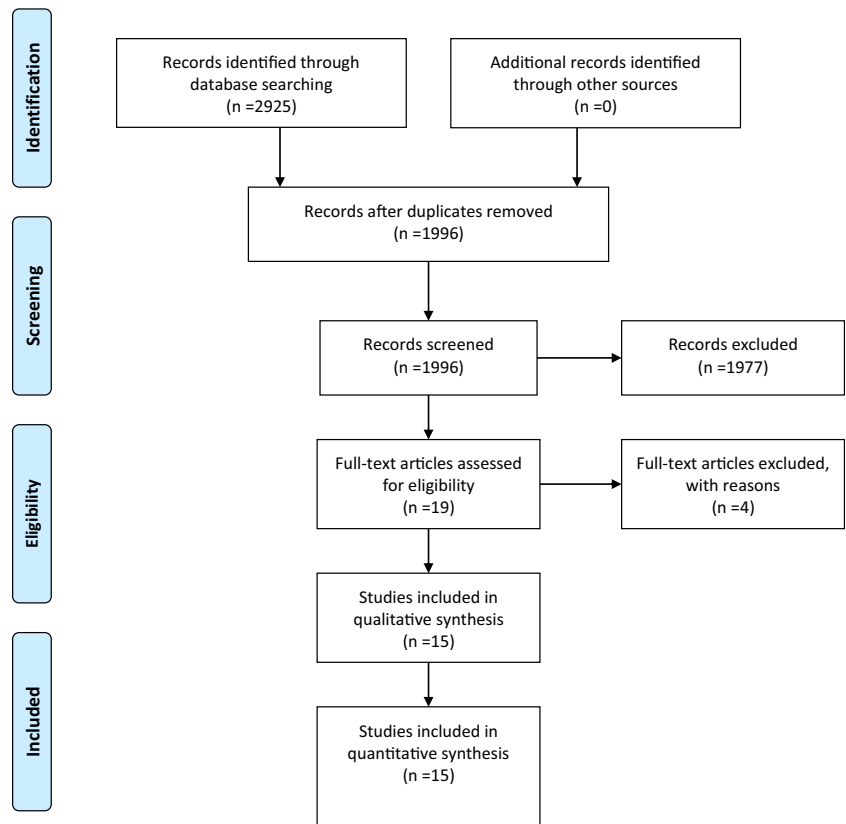 Identification
Records identified through
database searching
(n =2925)
Additional records identified
through other sources
(n =0)
Records after duplicates removed
(n =1996)
Screening
Records screened
(n =1996)
Records excluded
(n =1977)
Eligibility
Full-text articles assessed
for eligibility
(n =19)
Full-text articles excluded,
with reasons
(n =4)
Studies included in
qualitative synthesis
(n =15)
Included
Studies included in
quantitative synthesis
(n =15)